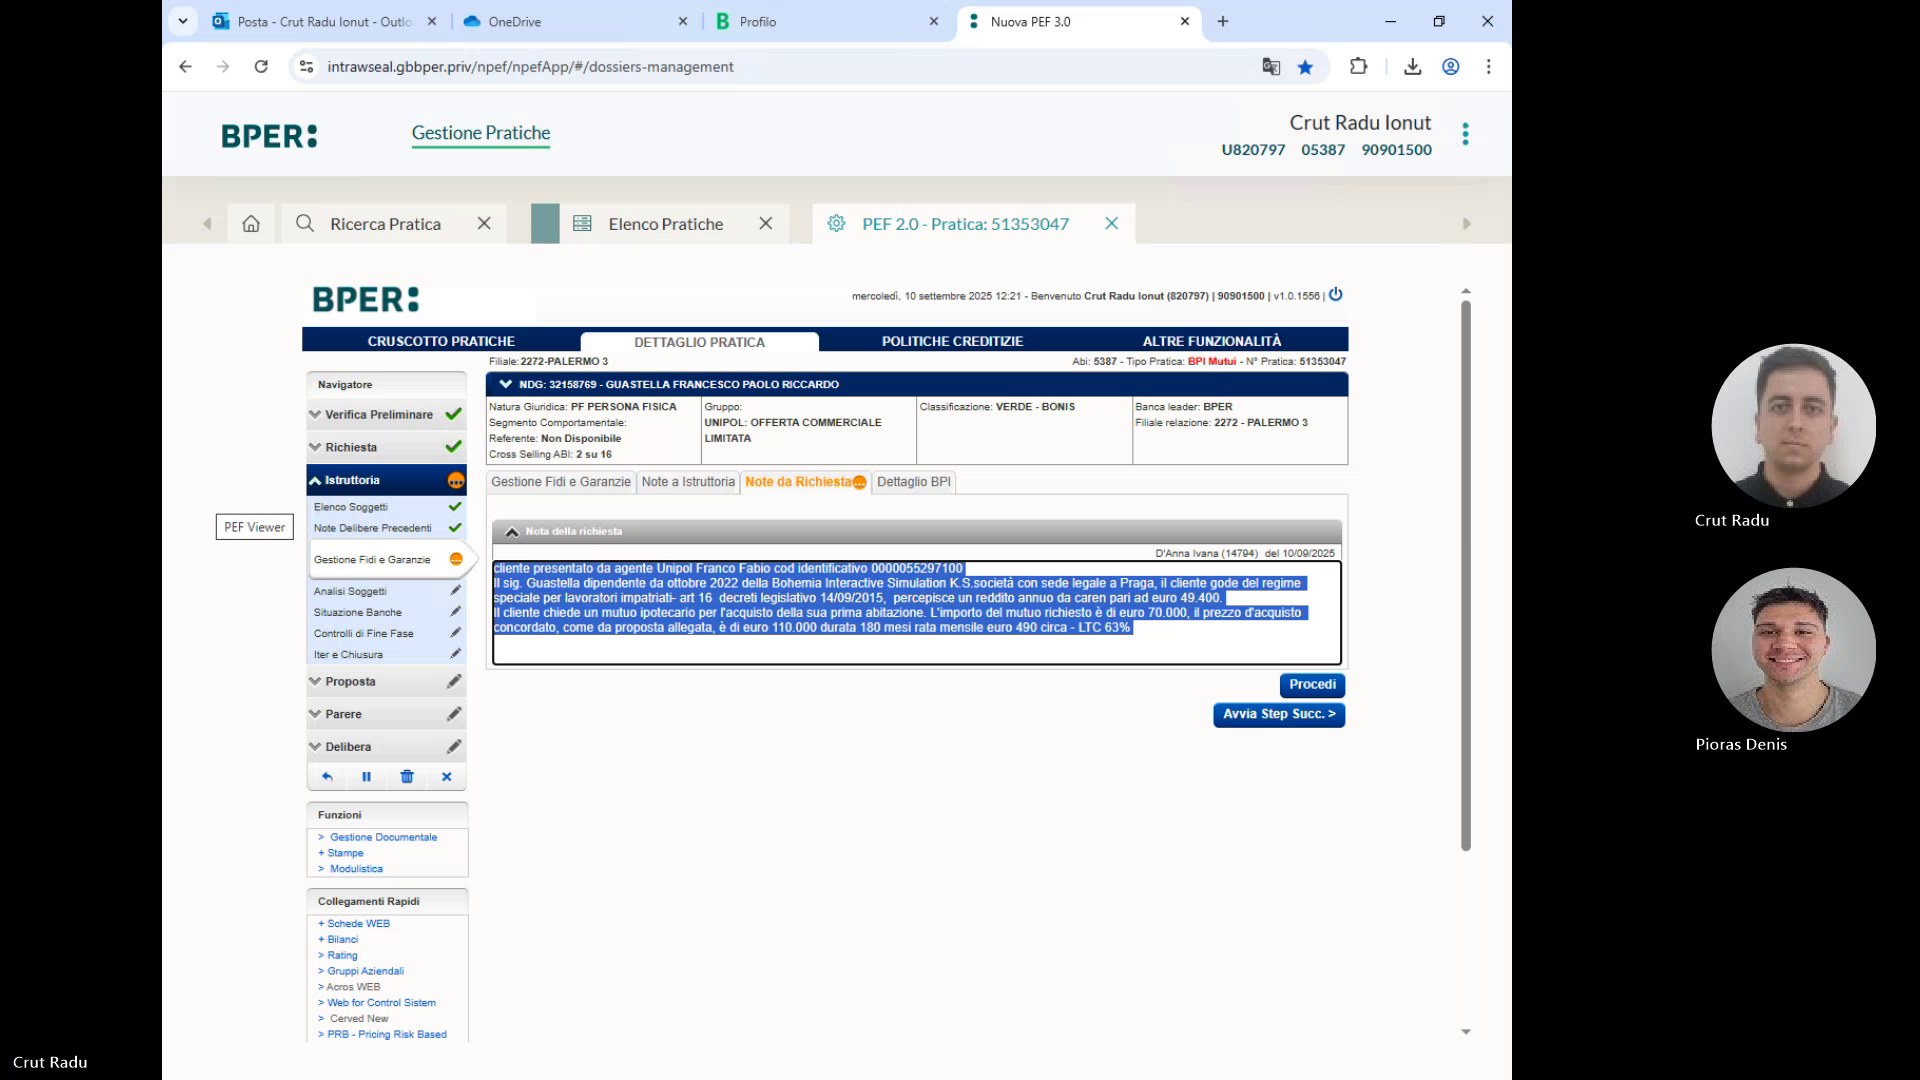 Posta - Crut Radu Ionut - Outlo
OneDrive
Profilo
Nuova PEF 3.0
intrawseal.gbbper.priv/npef/npefApp/#/dossiers-management
BPER:
Gestione Pratiche
Crut Radu Ionut
U820797 05387 90901500
Ricerca Pratica
Elenco Pratiche
PEF 2.0 - Pratica: 51353047
BPER:
mercoledì, 10 settembre 2025 12:21 - Benvenuto Crut Radu Ionut (820797) | 90901500 | v1.0.1556 |
CRUSCOTTO PRATICHE
DETTAGLIO PRATICA
POLITICHE CREDITIZIE
ALTRE FUNZIONALITÀ
Filiale: 2272-PALERMO 3
Abi: 5387 - Tipo Pratica: BPI Mutui - N° Pratica: 51353047
NDG: 32158769 - GUASTELLA FRANCESCO PAOLO RICCARDO
Natura Giuridica: PF PERSONA FISICA
Segmento Comportamentale:
Referente: Non Disponibile
Cross Selling ABI: 2 su 16
Gruppo:
UNIPOL: OFFERTA COMMERCIALE
LIMITATA
Classificazione: VERDE - BONIS
Banca leader: BPER
Filiale relazione: 2272 - PALERMO 3
Navigatore
Verifica Preliminare
Richiesta
Istruttoria
Elenco Soggetti
Note Delibere Precedenti
Gestione Fidi e Garanzie
Analisi Soggetti
Situazione Banche
Controlli di Fine Fase
Iter e Chiusura
Proposta
Parere
Delibera
PEF Viewer
Gestione Fidi e Garanzie
Note a Istruttoria
Note da Richiesta
Dettaglio BPI
Nota della richiesta
D'Anna Ivana (14794) del 10/09/2025
cliente presentato da agente Unipol Franco Fabio cod identificativo 0000055297100
Il sig. Guastella dipendente da ottobre 2022 della Bohemia Interactive Simulation K.S.società con sede legale a Praga, il cliente gode del regime
speciale per lavoratori impatriati- art 16 decreti legislativo 14/09/2015, percepisce un reddito annuo da caren pari ad euro 49.400.
Il cliente chiede un mutuo ipotecario per l'acquisto della sua prima abitazione. L'importo del mutuo richiesto è di euro 70.000, il prezzo d'acquisto
concordato, come da proposta allegata, è di euro 110.000 durata 180 mesi rata mensile euro 490 circa - LTC 63%
Procedi
Avvia Step Succ. >
Funzioni
> Gestione Documentale
+ Stampe
> Modulistica
Collegamenti Rapidi
+ Schede WEB
+ Bilanci
> Rating
> Gruppi Aziendali
> Acros WEB
> Web for Control Sistem
> Cerved New
> PRB - Pricing Risk Based
Crut Radu
Pioras Denis
Crut Radu